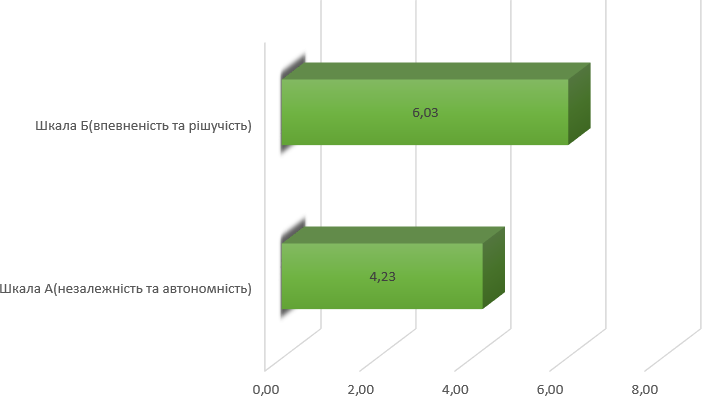 Шкала Б(впевненість та рішучість)
6,03
Шкала А(незалежність та автономність)
4,23
0,00 2,00 4,00 6,00 8,00